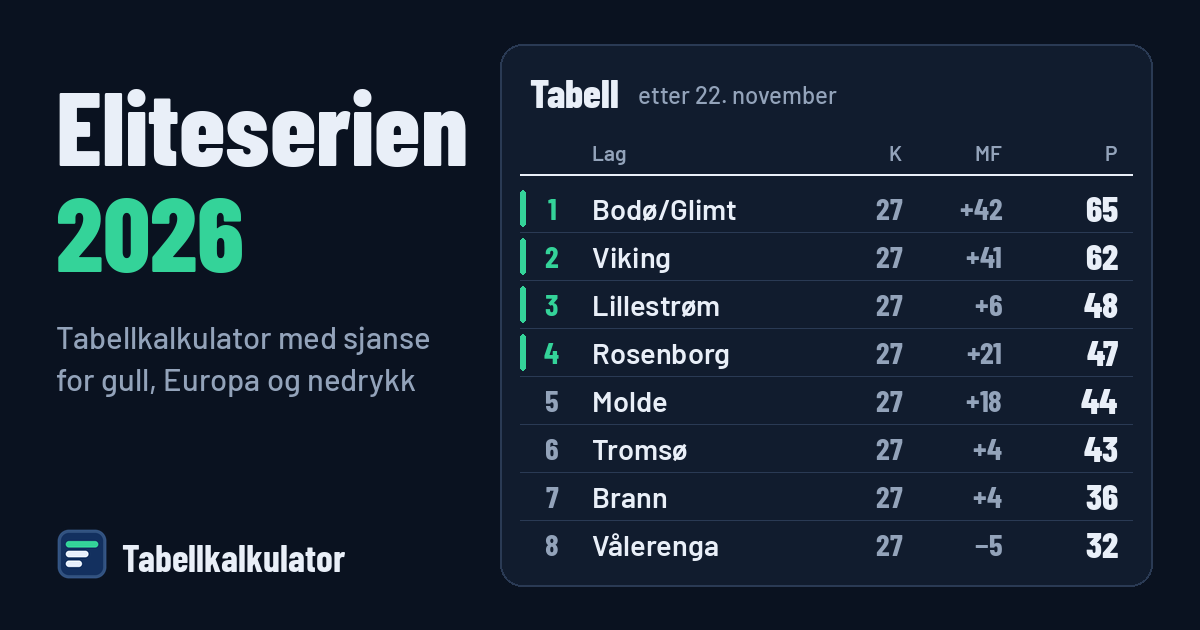 Eliteserien
2026
Tabellkalkulator med sjanse
for gull, Europa og nedrykk
Tabellkalkulator
Tabell etter 22. november
Lag K MF P
1 Bodø/Glimt 27 +42 65
2 Viking 27 +41 62
3 Lillestrøm 27 +6 48
4 Rosenborg 27 +21 47
5 Molde 27 +18 44
6 Tromsø 27 +4 43
7 Brann 27 +4 36
8 Vålerenga 27 −5 32